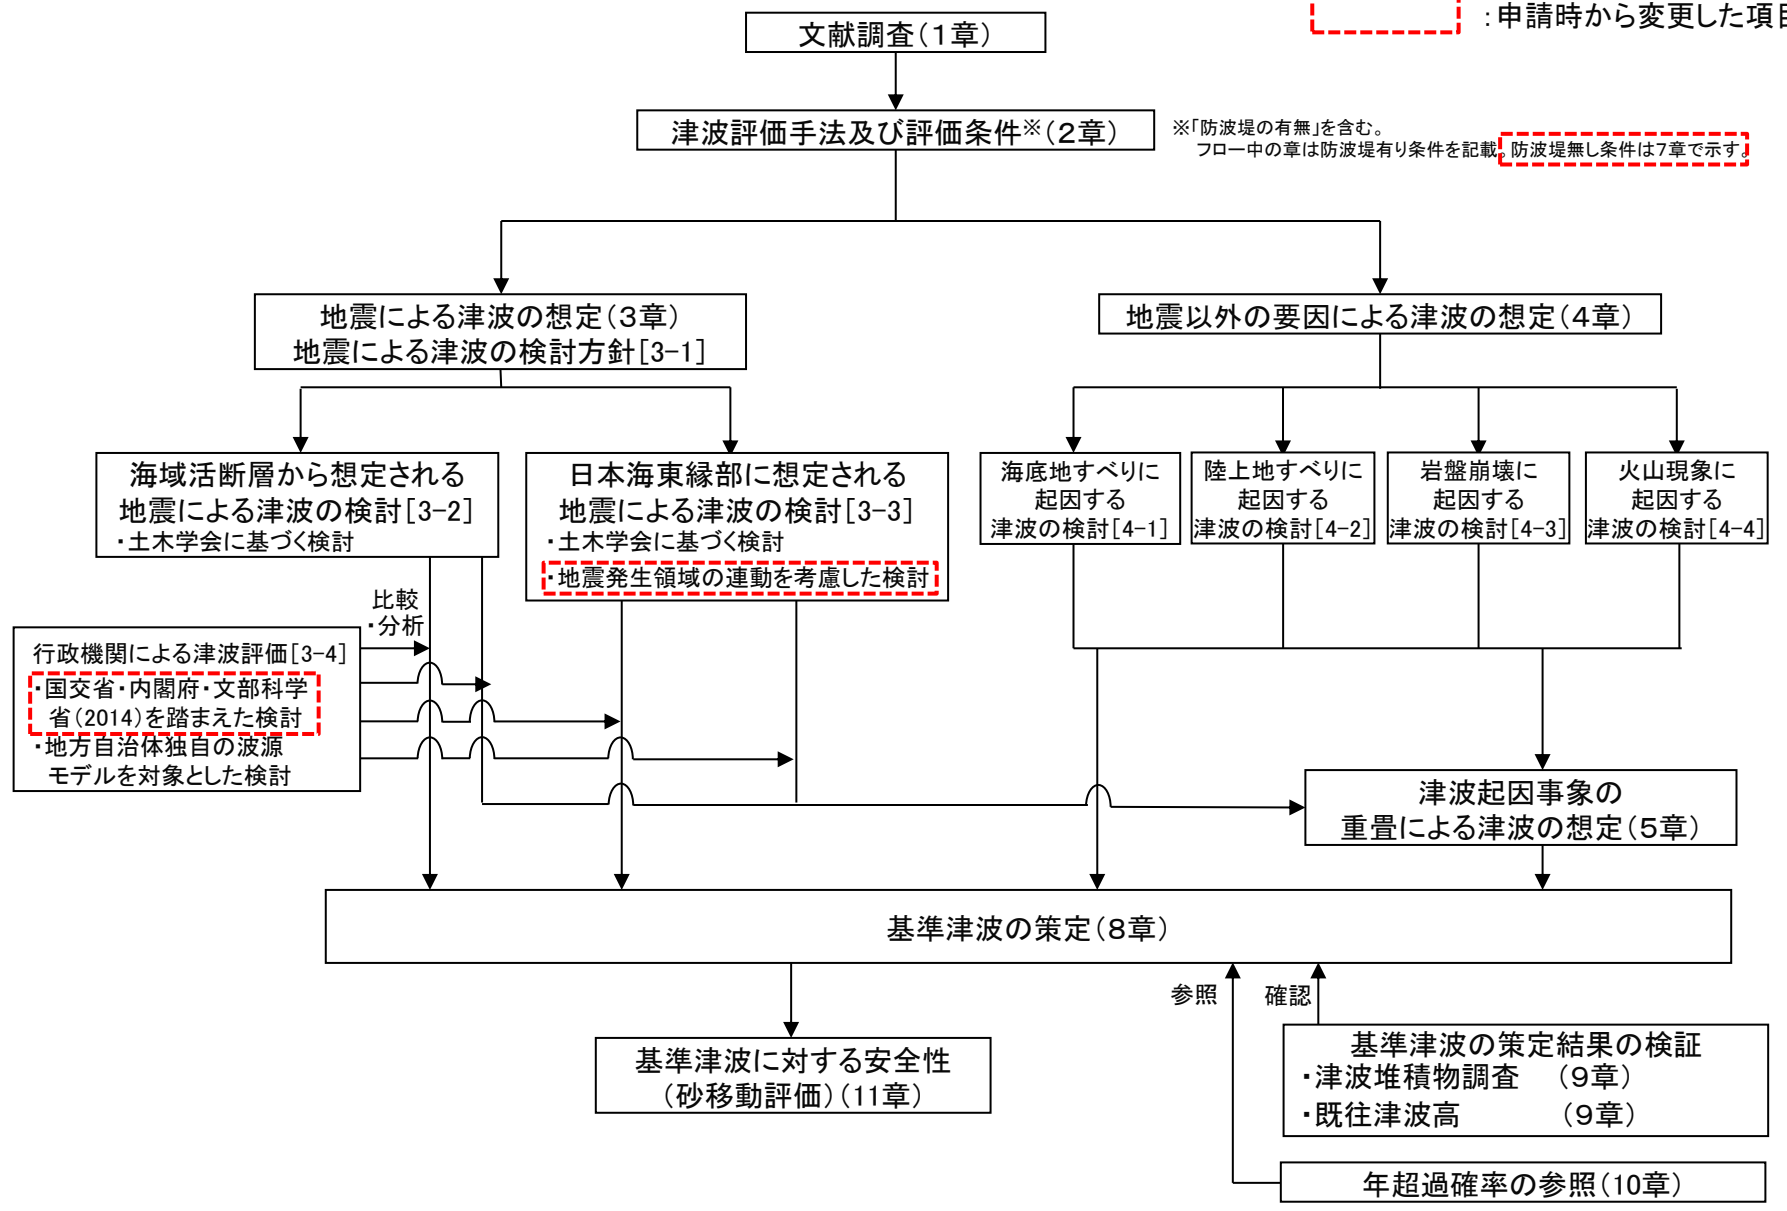 :申請時から変更した項目
文献調査(1章)
津波評価手法及び評価条件※(2章)
※「防波堤の有無」を含む。
フロー中の章は防波堤有り条件を記載。防波堤無し条件は7章で示す。
地震による津波の想定(3章)
地震による津波の検討方針[3-1]
地震以外の要因による津波の想定(4章)
海域活断層から想定される
地震による津波の検討[3-2]
・土木学会に基づく検討
日本海東縁部に想定される
地震による津波の検討[3-3]
・土木学会に基づく検討
・地震発生領域の連動を考慮した検討
海底地すべりに
起因する
津波の検討[4-1]
陸上地すべりに
起因する
津波の検討[4-2]
岩盤崩壊に
起因する
津波の検討[4-3]
火山現象に
起因する
津波の検討[4-4]
比較
・分析
行政機関による津波評価[3-4]
・国交省・内閣府・文部科学
省(2014)を踏まえた検討
・地方自治体独自の波源
モデルを対象とした検討
津波起因事象の
重畳による津波の想定(5章)
基準津波の策定(8章)
参照
確認
基準津波に対する安全性
(砂移動評価)(11章)
基準津波の策定結果の検証
・津波堆積物調査 (9章)
・既往津波高 (9章)
年超過確率の参照(10章)